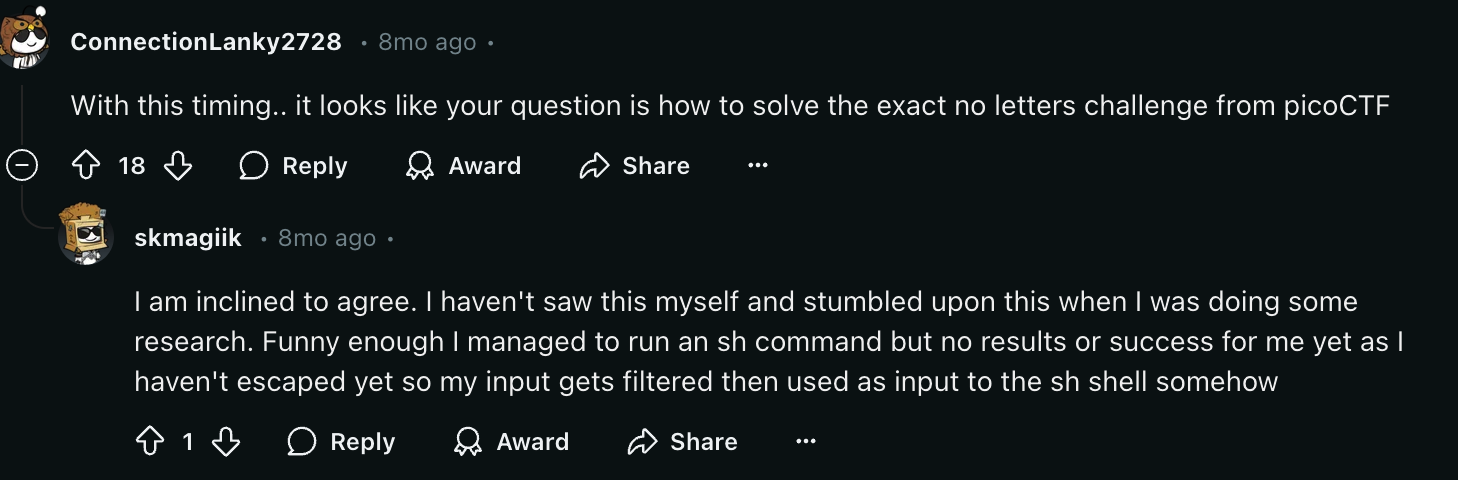 ConnectionLanky2728 • 8mo ago •
With this timing.. it looks like your question is how to solve the exact no letters challenge from picoCTF
18 Reply Award Share ...
skmagiik • 8mo ago •
I am inclined to agree. I haven't saw this myself and stumbled upon this when I was doing some
research. Funny enough I managed to run an sh command but no results or success for me yet as I
haven't escaped yet so my input gets filtered then used as input to the sh shell somehow
1 Reply Award Share ...